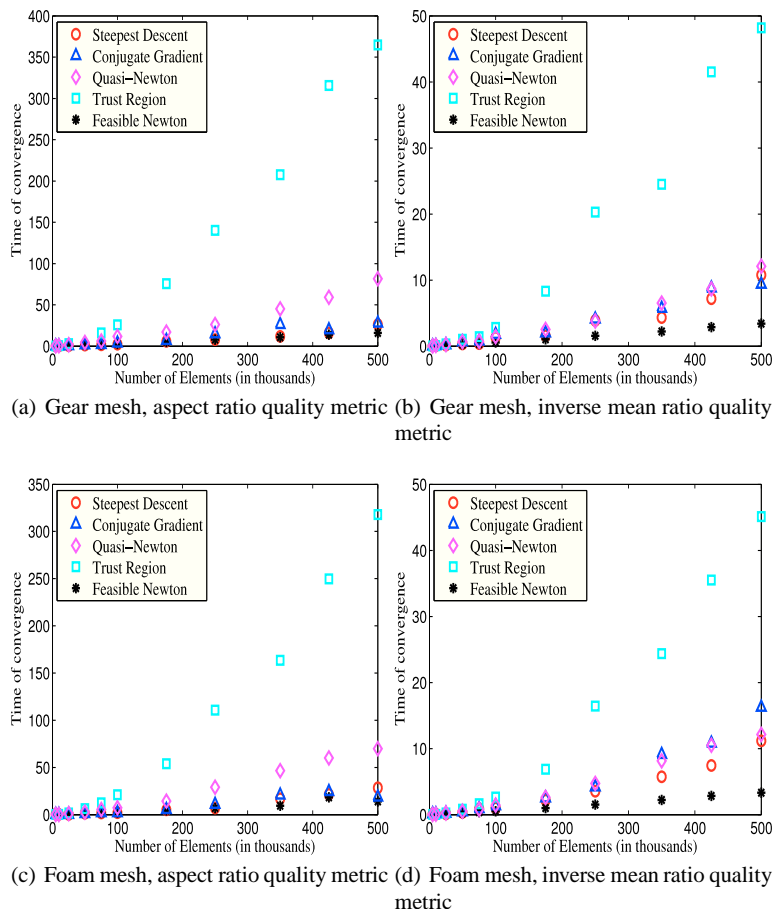 400
350
300
250
200
150
100
50
0
Time of convergence
Steepest Descent
Conjugate Gradient
Quasi−Newton
Trust Region
Feasible Newton
0 100 200 300 400 500
Number of Elements (in thousands)
(a) Gear mesh, aspect ratio quality metric
50
40
30
20
10
0
Time of convergence
Steepest Descent
Conjugate Gradient
Quasi−Newton
Trust Region
Feasible Newton
0 100 200 300 400 500
Number of Elements (in thousands)
(b) Gear mesh, inverse mean ratio quality
metric
350
300
250
200
150
100
50
0
Time of convergence
Steepest Descent
Conjugate Gradient
Quasi−Newton
Trust Region
Feasible Newton
0 100 200 300 400 500
Number of Elements (in thousands)
(c) Foam mesh, aspect ratio quality metric
50
40
30
20
10
0
Time of convergence
Steepest Descent
Conjugate Gradient
Quasi−Newton
Trust Region
Feasible Newton
0 100 200 300 400 500
Number of Elements (in thousands)
(d) Foam mesh, inverse mean ratio quality
metric